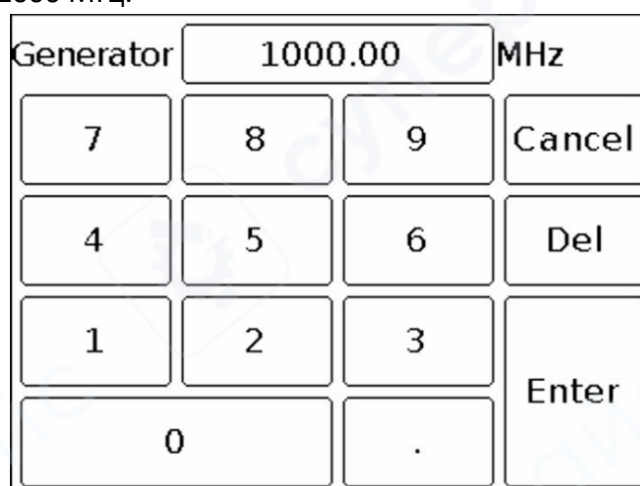 Generator 1000.00 MHz
7 8 9 Cancel
4 5 6 Del
1 2 3
Enter
0 .